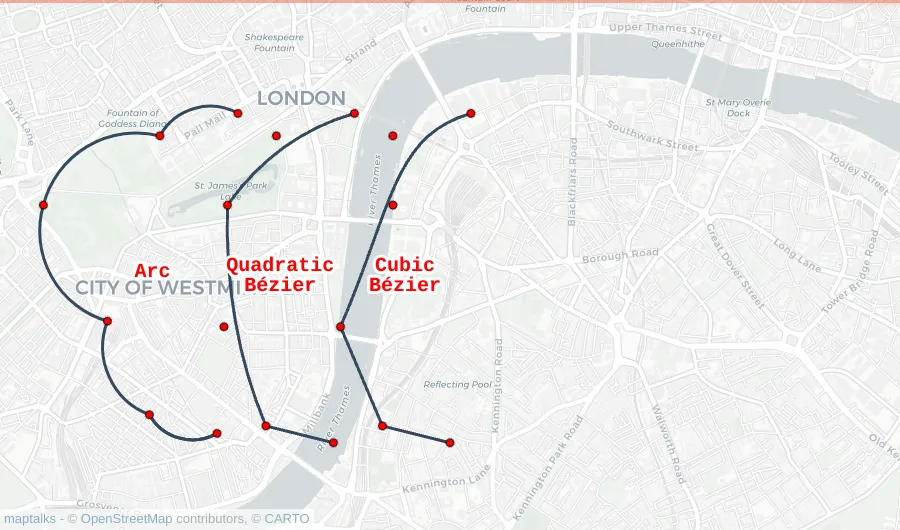 Fountain
Upper Thames Street
Queenhithe
Shakespeare
Fountain
Strand
LONDON
St Mary Overie
Dock
Park Lane
Fountain of
Goddess Diana
Pall Mall
Southwark Street
Blackfriars Road
Tooley Street
St. James's Park
Lake
River Thames
Borough Road
Great Dover Street
Long Lane
Tower Bridge Road
Arc
Quadratic
Bézier
Cubic
Bézier
CITY OF WESTMI
Reflecting Pool
Kennington Road
Millbank
River Thames
Walworth Road
Kennington Park Road
Old Ke
Kennington Lane
Grosveno
maptalks - © OpenStreetMap contributors, © CARTO